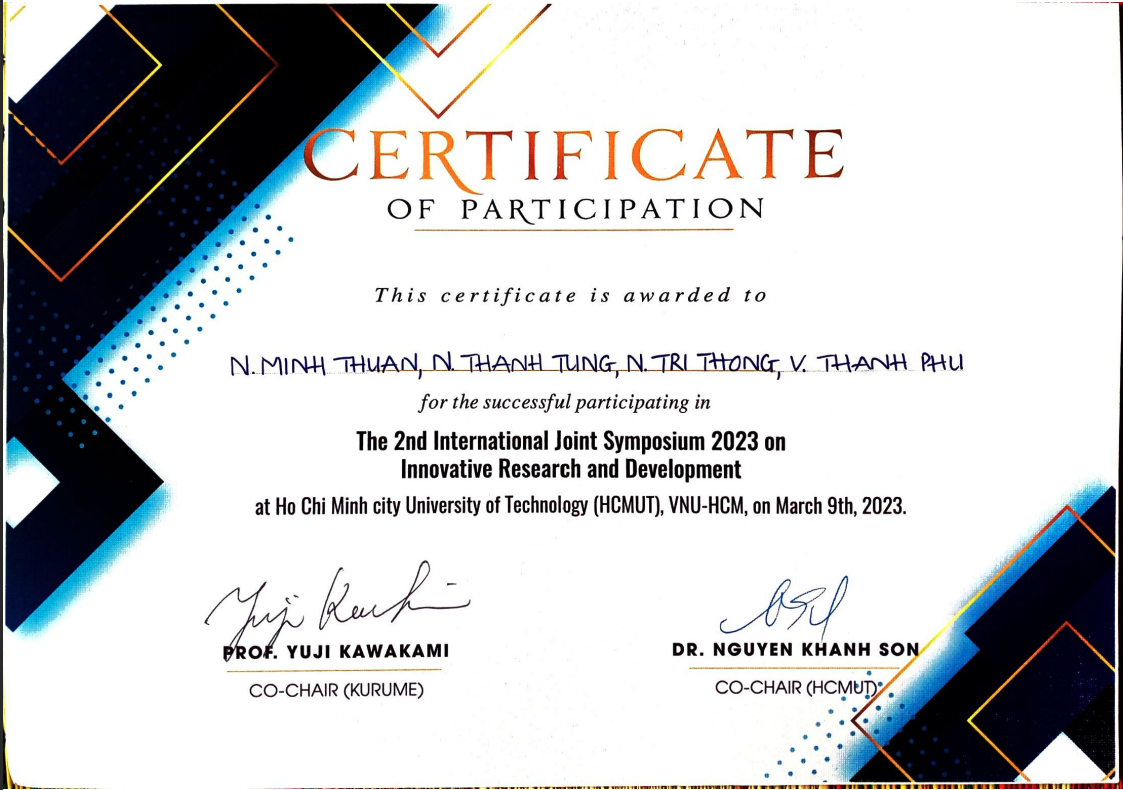 CERTIFICATE
OF PARTICIPATION
This certificate is awarded to
N. MINH THUAN, N. THANH TUNG, N. TRI THONG, V. THANH PHU
for the successful participating in
The 2nd International Joint Symposium 2023 on
Innovative Research and Development
at Ho Chi Minh city University of Technology (HCMUT), VNU-HCM, on March 9th, 2023.
PROF. YUJI KAWAKAMI
CO-CHAIR (KURUME)
DR. NGUYEN KHANH SON
CO-CHAIR (HCMUT)